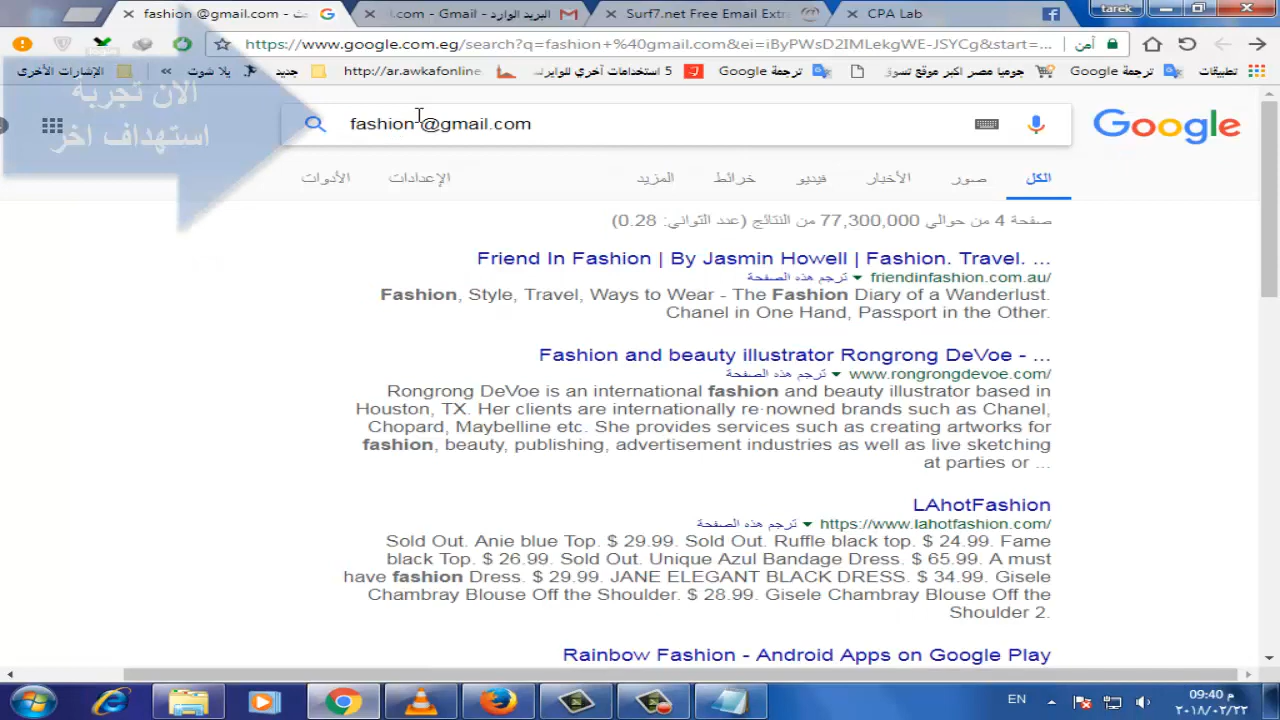 fashion @gmail.com - بحث
Icom - Gmail - البريد الوارد
Surf7.net Free Email Extra
CPA Lab
tarek
https://www.google.com.eg/search?q=fashion+%40gmail.com&ei=iByPWsD2IMLekgWE-JSYCg&start=...
آمن
تطبيقات
ترجمة Google
جوميا مصر اكبر موقع تسوق
ترجمة Google
5 استخدامات أخري للوايرلس
http://ar.awkafonline
جديد
يلا شوت
»
الإشارات الأخرى
الان تجربة
استهداف اخر
fashion @gmail.com
Google
الكل
صور
الأخبار
فيديو
خرائط
المزيد
الإعدادات
الأدوات
صفحة 4 من حوالي 77,300,000 من النتائج (عدد الثواني: 0.28)
Friend In Fashion | By Jasmin Howell | Fashion. Travel. ...
friendinfashion.com.au/ ترجم هذه الصفحة
Fashion, Style, Travel, Ways to Wear - The Fashion Diary of a Wanderlust.
Chanel in One Hand, Passport in the Other.
Fashion and beauty illustrator Rongrong DeVoe - ...
www.rongrongdevoe.com/ ترجم هذه الصفحة
Rongrong DeVoe is an international fashion and beauty illustrator based in
Houston, TX. Her clients are internationally re·nowned brands such as Chanel,
Chopard, Maybelline etc. She provides services such as creating artworks for
fashion, beauty, publishing, advertisement industries as well as live sketching
at parties or ...
LAhotFashion
https://www.lahotfashion.com/ ترجم هذه الصفحة
Sold Out. Anie blue Top. $ 29.99. Sold Out. Ruffle black top. $ 24.99. Fame
black Top. $ 26.99. Sold Out. Unique Azul Bandage Dress. $ 65.99. A must
have fashion Dress. $ 29.99. JANE ELEGANT BLACK DRESS. $ 34.99. Gisele
Chambray Blouse Off the Shoulder. $ 28.99. Gisele Chambray Blouse Off the
Shoulder 2.
Rainbow Fashion - Android Apps on Google Play
EN
09:40 م
٢٠١٨/٠٢/٢٢